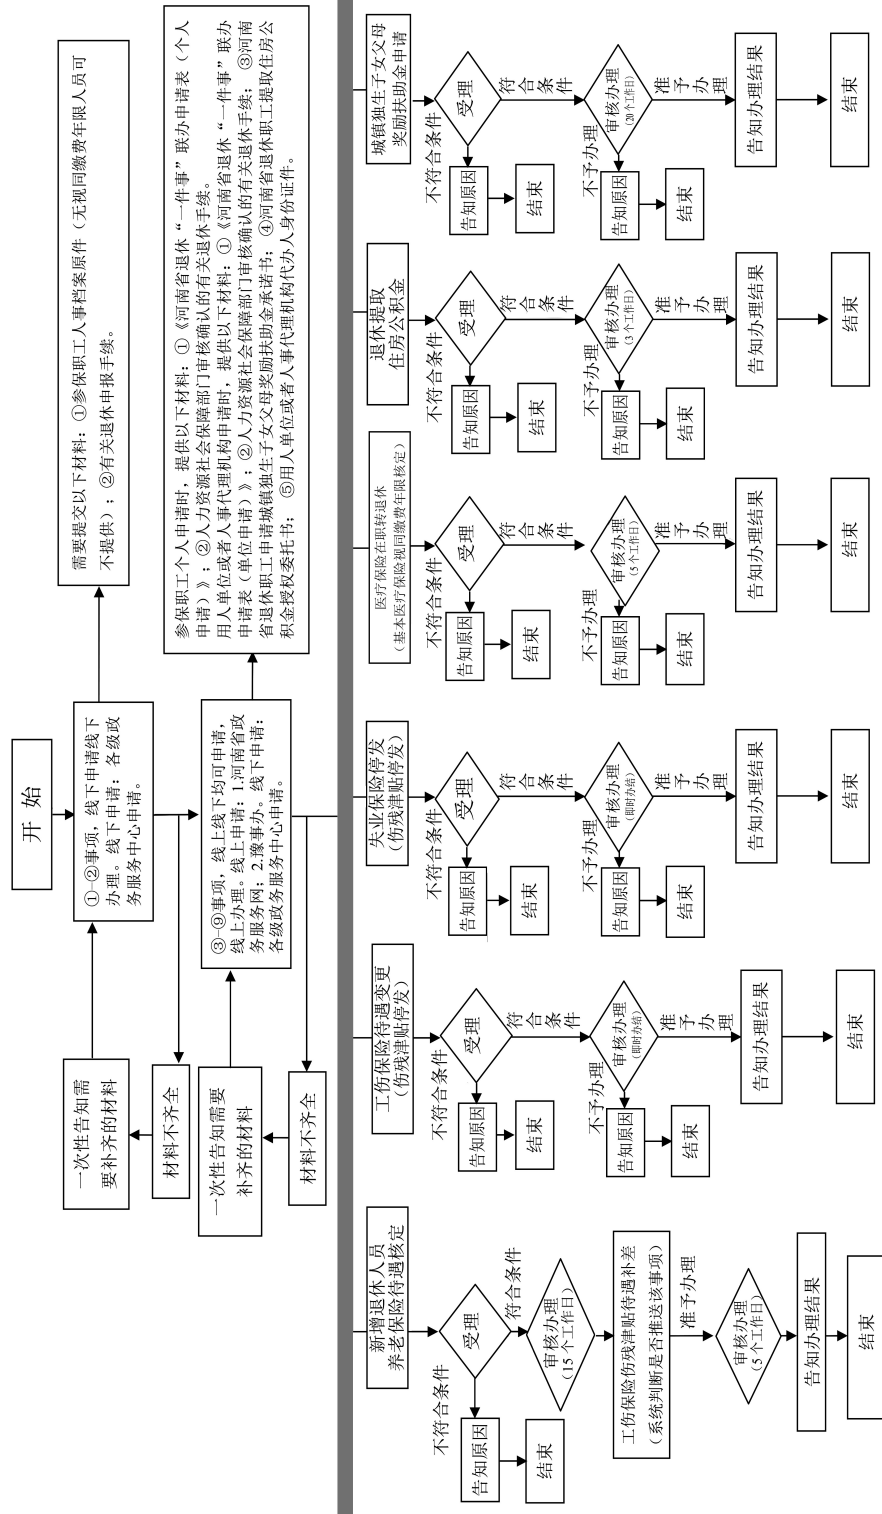 开 始
①-②事项，线下申请线下
办理。线下申请：各级政
务服务中心申请。
需要提交以下材料：①参保职工人事档案原件（无视同缴费年限人员可
不提供）；②有关退休申报手续。
一次性告知需
要补齐的材料
材料不齐全
③-⑨事项，线上线下均可申请，
线上办理。线上申请：1.河南省政
务服务网；2.豫事办。线下申请：
各级政务服务中心申请。
参保职工个人申请时，提供以下材料：①《河南省退休“一件事”联办申请表（个人
申请）》；②人力资源社会保障部门审核确认的有关退休手续。
用人单位或者人事代理机构申请时，提供以下材料：①《河南省退休“一件事”联办
申请表（单位申请）》；②人力资源社会保障部门审核确认的有关退休手续；③河南
省退休职工申请城镇独生子女父母奖励扶助金承诺书；④河南省退休职工提取住房公
积金授权委托书；⑤用人单位或者人事代理机构代办人身份证件。
一次性告知需要
补齐的材料
材料不齐全
新增退休人员
养老保险待遇核定
受理
不符合条件
告知原因
结束
符合条件
审核办理
（15个工作日）
工伤保险伤残津贴待遇补差
（系统判断是否推送该事项）
准予办理
审核办理
（5个工作日）
告知办理结果
结束
工伤保险待遇变更
（伤残津贴停发）
受理
不符合条件
告知原因
结束
符合条件
审核办理
（即时办结）
不予办理
告知原因
结束
准予办理
告知办理结果
结束
失业保险停发
（伤残津贴停发）
受理
不符合条件
告知原因
结束
符合条件
审核办理
（即时办结）
不予办理
告知原因
结束
准予办理
告知办理结果
结束
医疗保险在职转退休
（基本医疗保险视同缴费年限核定）
受理
不符合条件
告知原因
结束
符合条件
审核办理
（5个工作日）
不予办理
告知原因
结束
准予办理
告知办理结果
结束
退休提取
住房公积金
受理
不符合条件
告知原因
结束
符合条件
审核办理
（3个工作日）
不予办理
告知原因
结束
准予办理
告知办理结果
结束
城镇独生子女父母
奖励扶助金申请
受理
不符合条件
告知原因
结束
符合条件
审核办理
（20个工作日）
不予办理
告知原因
结束
准予办理
告知办理结果
结束